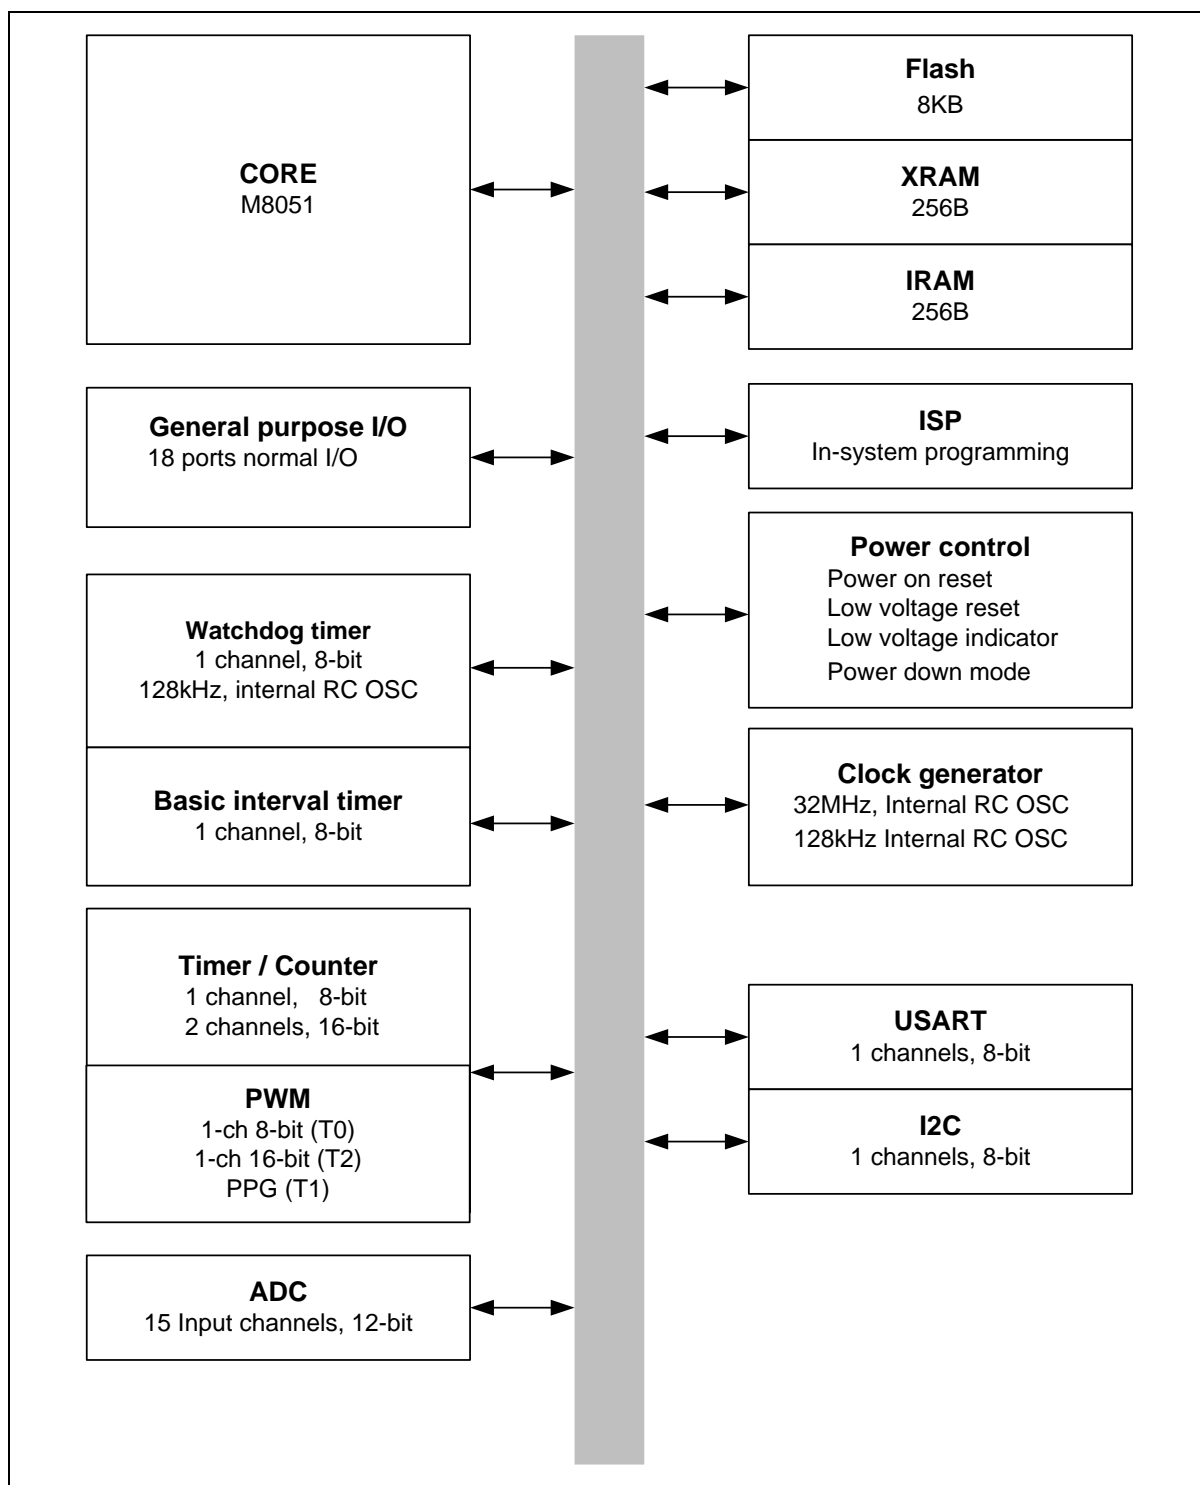 CORE
M8051
General purpose I/O
18 ports normal I/O
Watchdog timer
1 channel, 8-bit
128kHz, internal RC OSC
Basic interval timer
1 channel, 8-bit
Timer / Counter
1 channel, 8-bit
2 channels, 16-bit
PWM
1-ch 8-bit (T0)
1-ch 16-bit (T2)
PPG (T1)
ADC
15 Input channels, 12-bit
Flash
8KB
XRAM
256B
IRAM
256B
ISP
In-system programming
Power control
Power on reset
Low voltage reset
Low voltage indicator
Power down mode
Clock generator
32MHz, Internal RC OSC
128kHz Internal RC OSC
USART
1 channels, 8-bit
I2C
1 channels, 8-bit